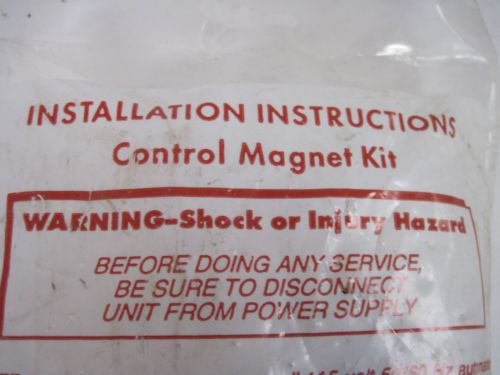 INSTALLATION INSTRUCTIONS
Control Magnet Kit
WARNING-Shock or Injury Hazard
BEFORE DOING ANY SERVICE,
BE SURE TO DISCONNECT
UNIT FROM POWER SUPPLY
volt